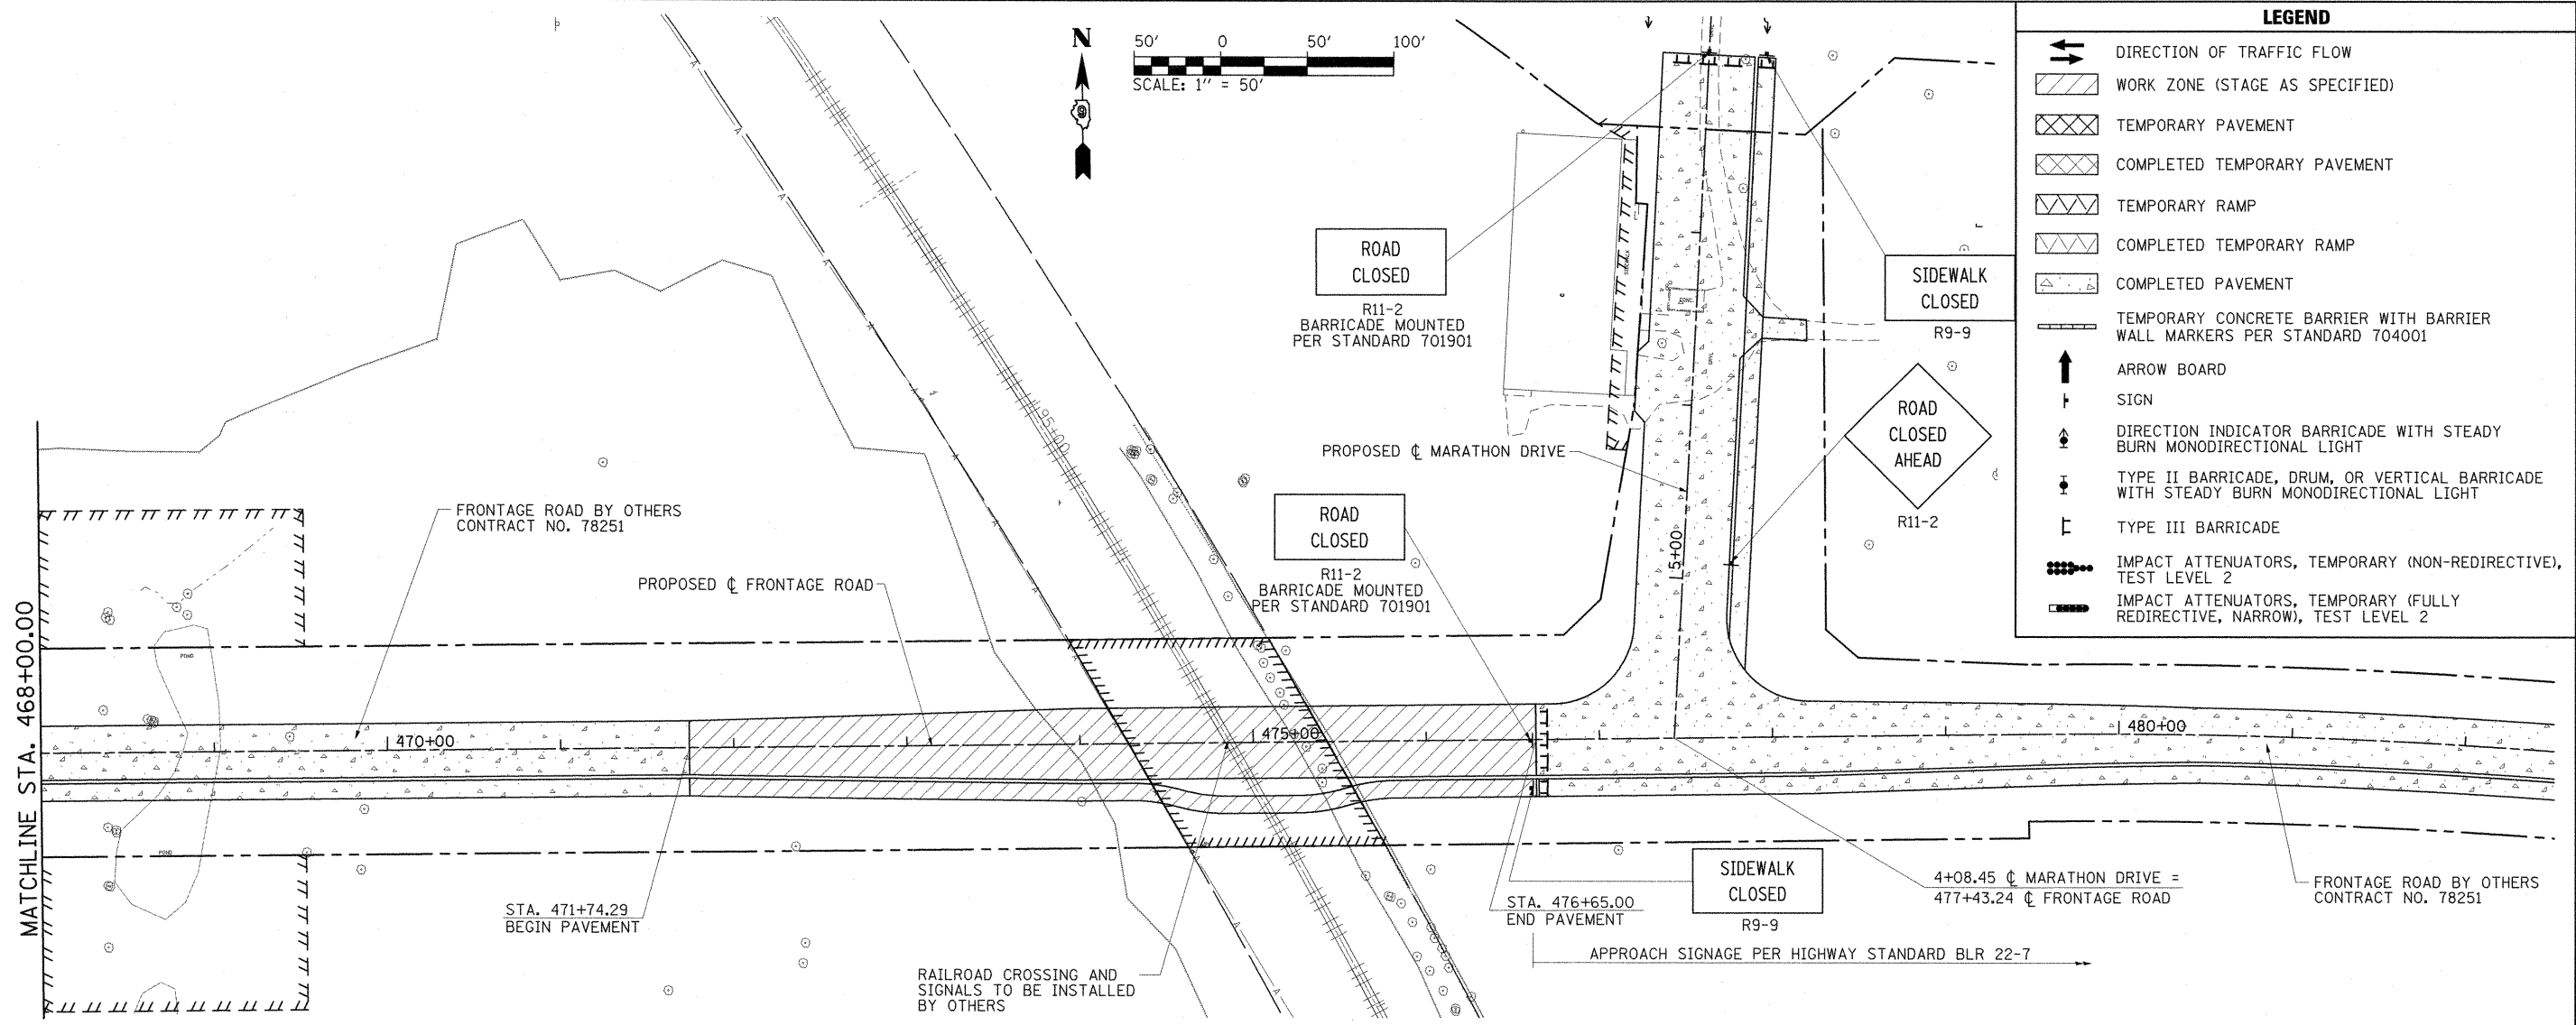 N
50' 0 50' 100'
SCALE: 1" = 50'
9
LEGEND
DIRECTION OF TRAFFIC FLOW
WORK ZONE (STAGE AS SPECIFIED)
TEMPORARY PAVEMENT
COMPLETED TEMPORARY PAVEMENT
TEMPORARY RAMP
COMPLETED TEMPORARY RAMP
COMPLETED PAVEMENT
TEMPORARY CONCRETE BARRIER WITH BARRIER
WALL MARKERS PER STANDARD 704001
ARROW BOARD
SIGN
DIRECTION INDICATOR BARRICADE WITH STEADY
BURN MONODIRECTIONAL LIGHT
TYPE II BARRICADE, DRUM, OR VERTICAL BARRICADE
WITH STEADY BURN MONODIRECTIONAL LIGHT
TYPE III BARRICADE
IMPACT ATTENUATORS, TEMPORARY (NON-REDIRECTIVE),
TEST LEVEL 2
IMPACT ATTENUATORS, TEMPORARY (FULLY
REDIRECTIVE, NARROW), TEST LEVEL 2
ROAD
CLOSED
R11-2
BARRICADE MOUNTED
PER STANDARD 701901
SIDEWALK
CLOSED
R9-9
ROAD
CLOSED
AHEAD
R11-2
PROPOSED ℄ MARATHON DRIVE
95+00
ROAD
CLOSED
R11-2
BARRICADE MOUNTED
PER STANDARD 701901
5+00
FRONTAGE ROAD BY OTHERS
CONTRACT NO. 78251
PROPOSED ℄ FRONTAGE ROAD
MATCHLINE STA. 468+00.00
POND
470+00
475+00
480+00
POND
STA. 471+74.29
BEGIN PAVEMENT
RAILROAD CROSSING AND
SIGNALS TO BE INSTALLED
BY OTHERS
STA. 476+65.00
END PAVEMENT
SIDEWALK
CLOSED
R9-9
4+08.45 ℄ MARATHON DRIVE =
477+43.24 ℄ FRONTAGE ROAD
FRONTAGE ROAD BY OTHERS
CONTRACT NO. 78251
APPROACH SIGNAGE PER HIGHWAY STANDARD BLR 22-7